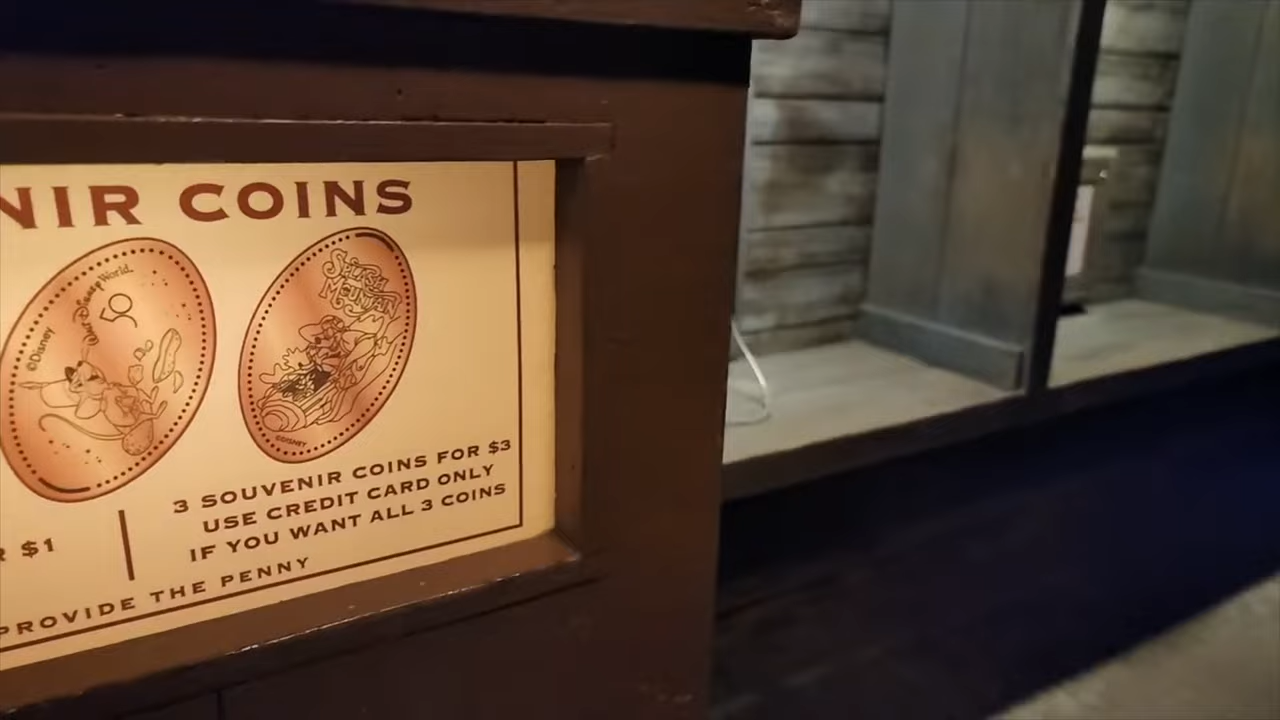 NIR COINS
©Disney
Walt Disney World.
50
SPLASH
MOUNTAIN
©DISNEY
R $1
3 SOUVENIR COINS FOR $3
USE CREDIT CARD ONLY
IF YOU WANT ALL 3 COINS
PROVIDE THE PENNY